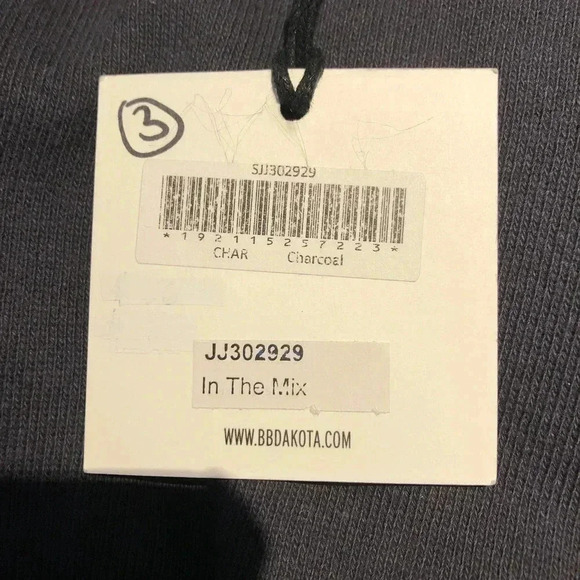 3
SJJ302929
*192115257223*
CHAR Charcoal
JJ302929
In The Mix
WWW.BBDAKOTA.COM